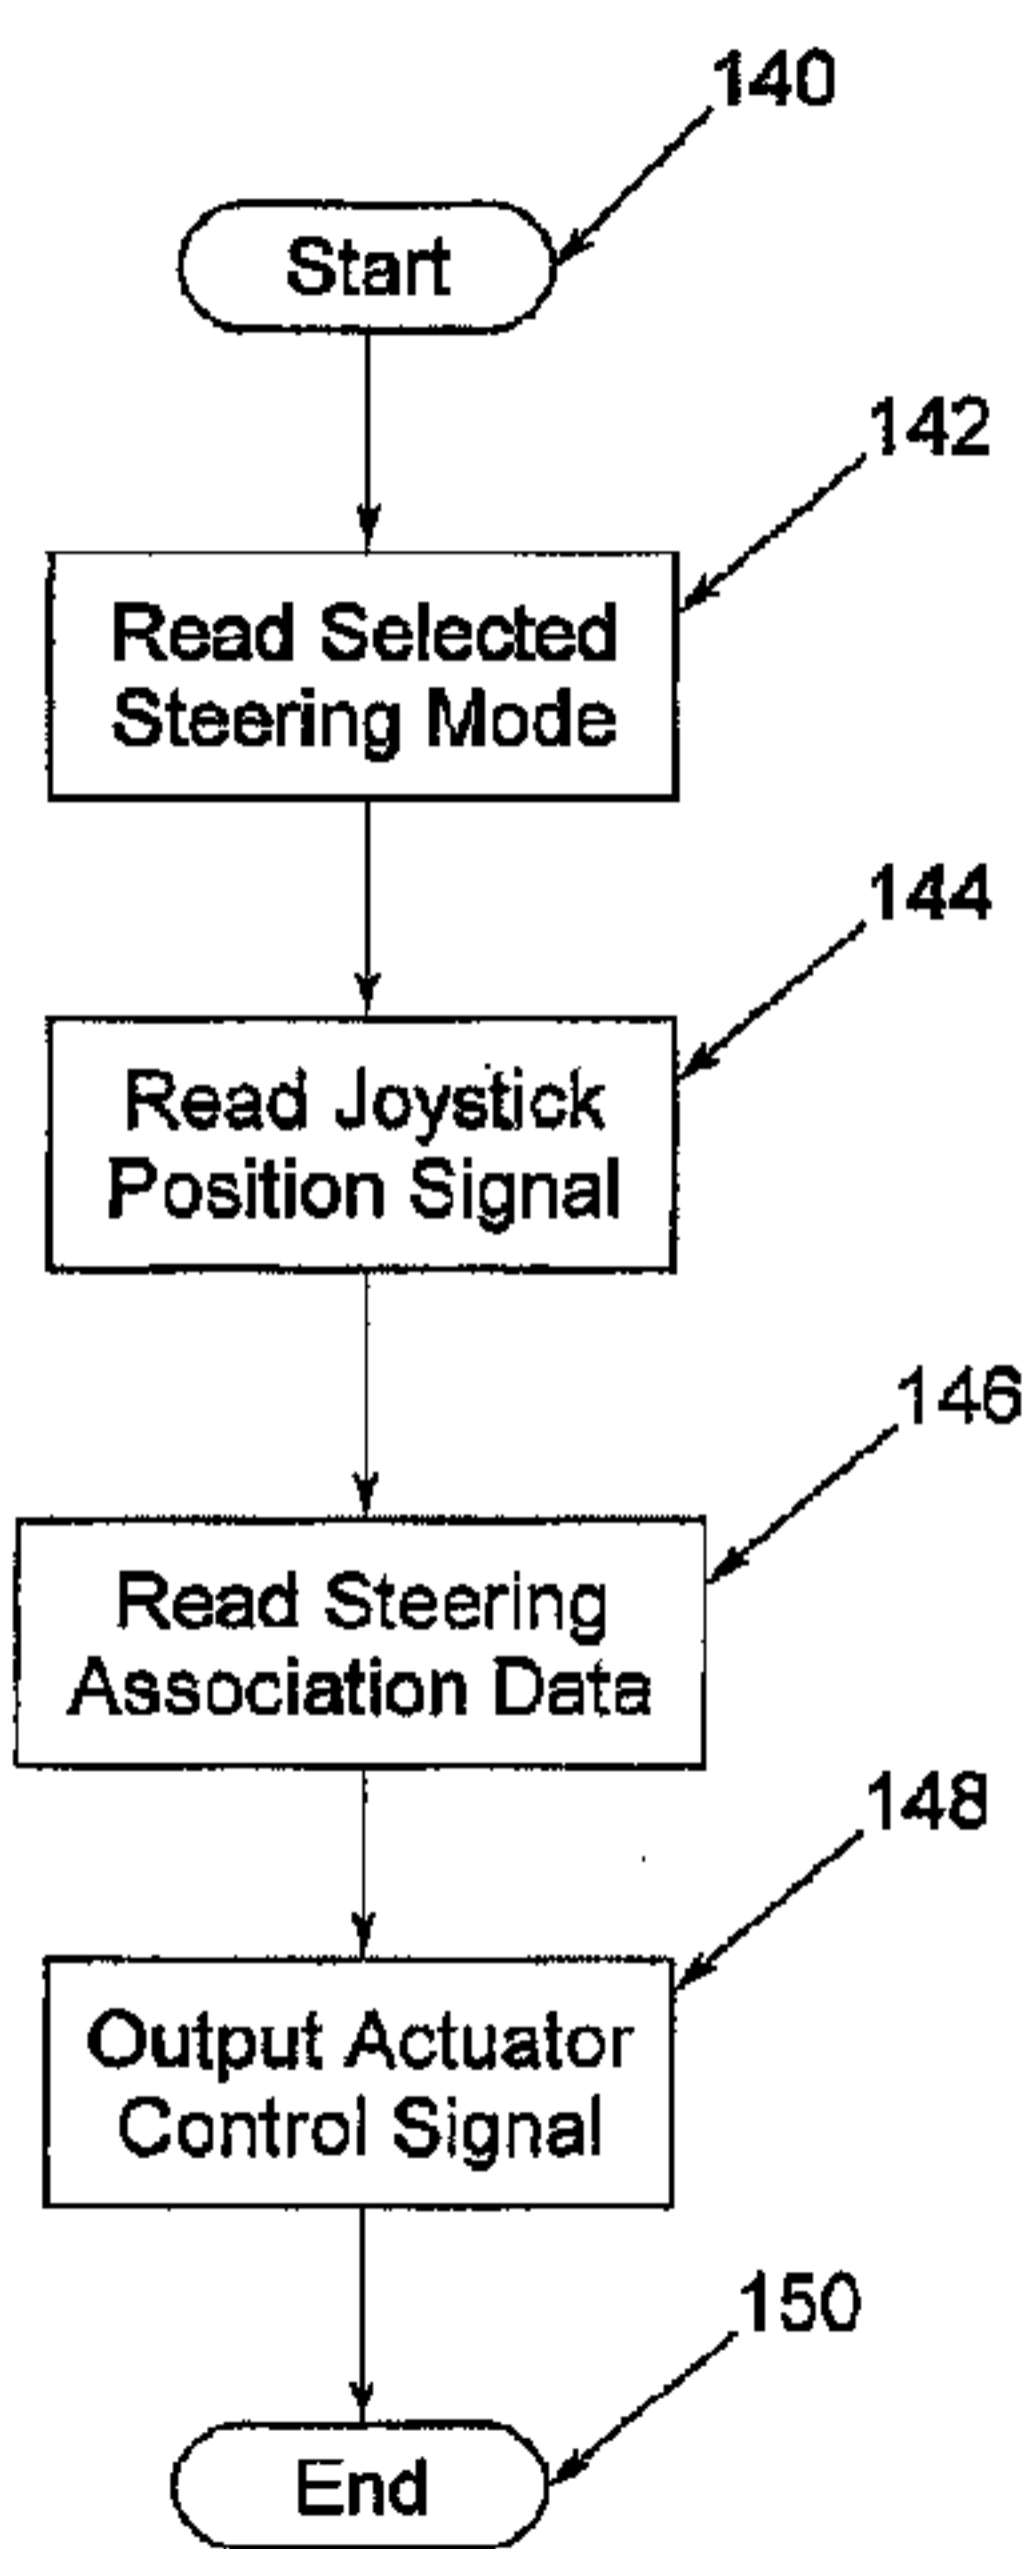 140
Start
142
Read Selected
Steering Mode
144
Read Joystick
Position Signal
146
Read Steering
Association Data
148
Output Actuator
Control Signal
150
End